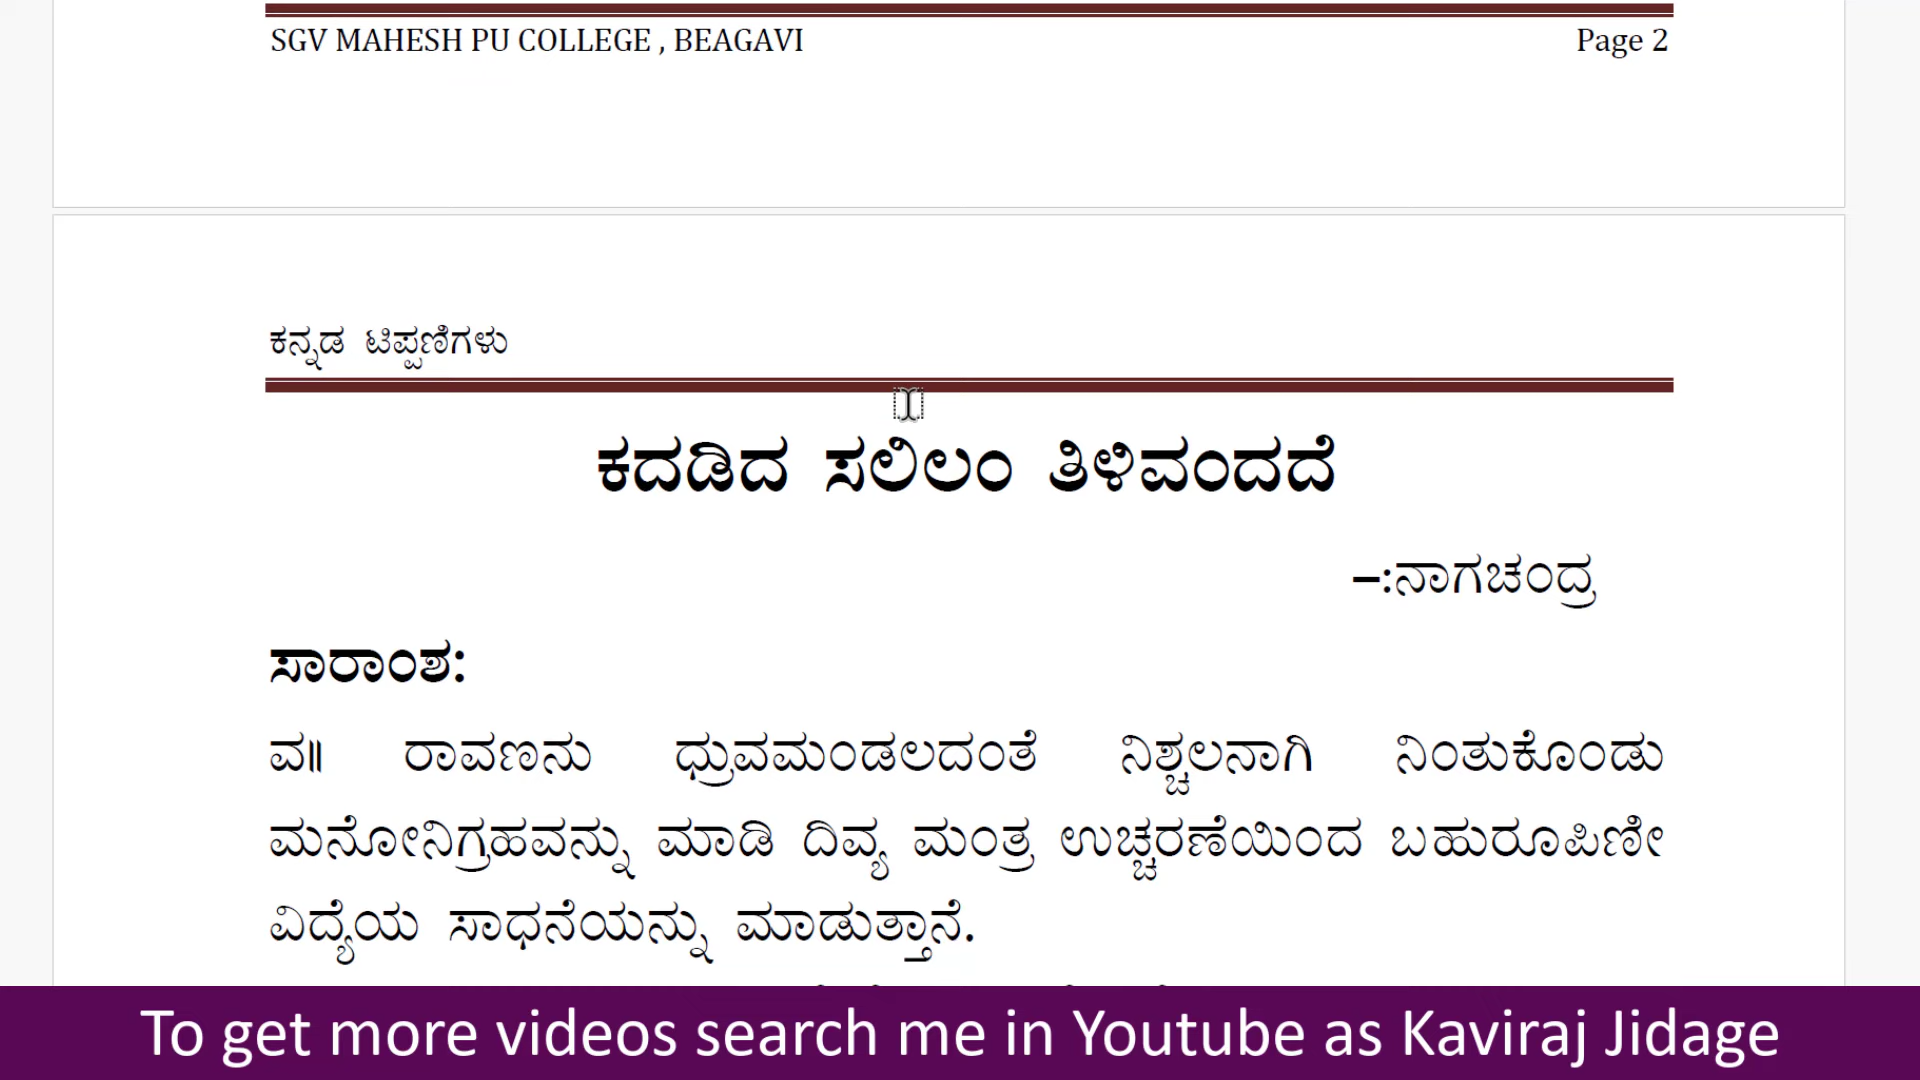 SGV MAHESH PU COLLEGE , BEAGAVI Page 2
ಕನ್ನಡ ಟಿಪ್ಪಣಿಗಳು
ಕದಡಿದ ಸಲಿಲಂ ತಿಳಿವಂದದೆ
–:ನಾಗಚಂದ್ರ
ಸಾರಾಂಶ:
ವ॥ ರಾವಣನು ಧ್ರುವಮಂಡಲದಂತೆ ನಿಶ್ಚಲನಾಗಿ ನಿಂತುಕೊಂಡು
ಮನೋನಿಗ್ರಹವನ್ನು ಮಾಡಿ ದಿವ್ಯ ಮಂತ್ರ ಉಚ್ಚರಣೆಯಿಂದ ಬಹುರೂಪಿಣೀ
ವಿದ್ಯೆಯ ಸಾಧನೆಯನ್ನು ಮಾಡುತ್ತಾನೆ.
To get more videos search me in Youtube as Kaviraj Jidage